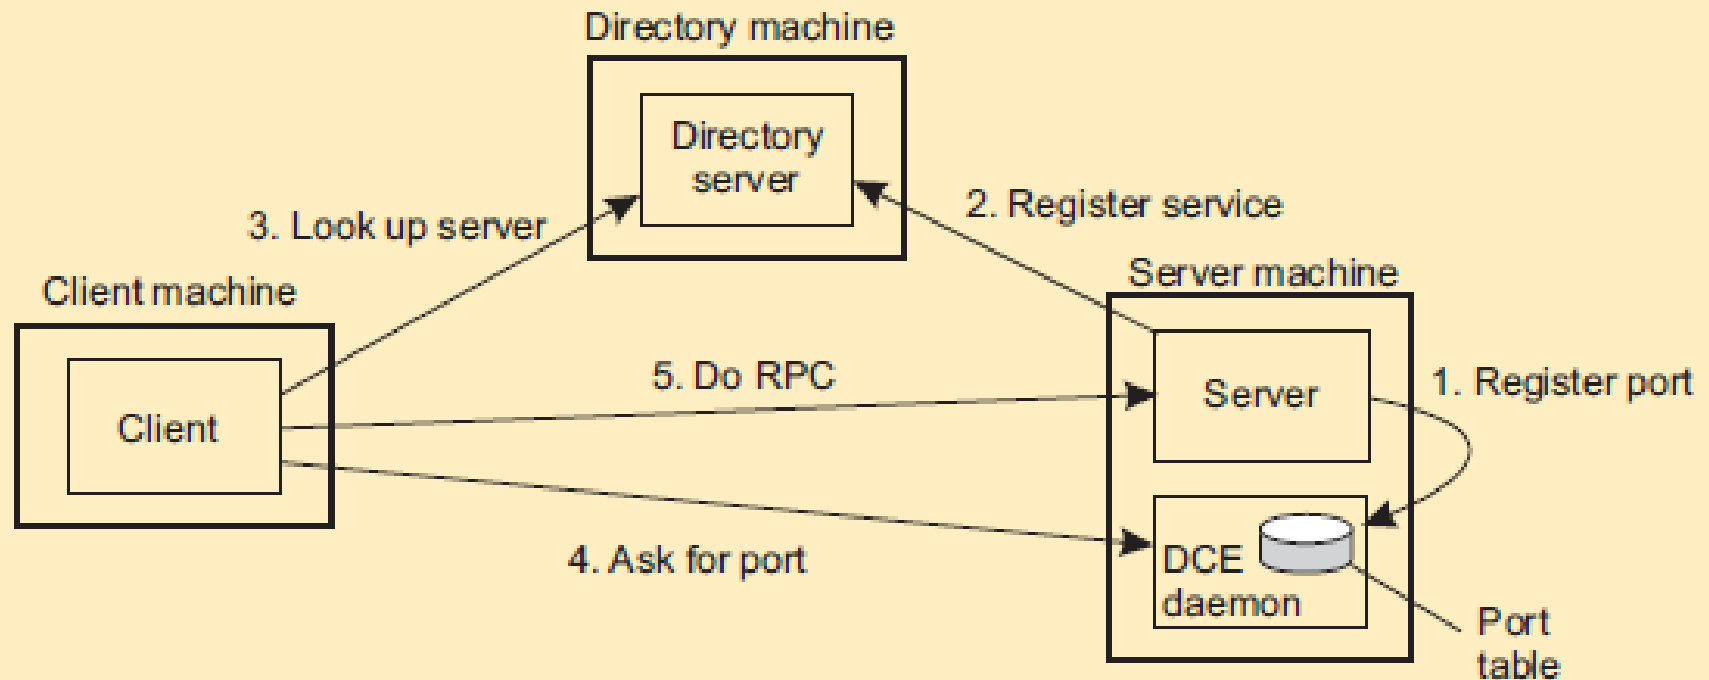 Directory machine
Directory
server
3. Look up server
2. Register service
Client machine
Server machine
5. Do RPC
1. Register port
Client
Server
4. Ask for port
DCE
daemon
Port
table